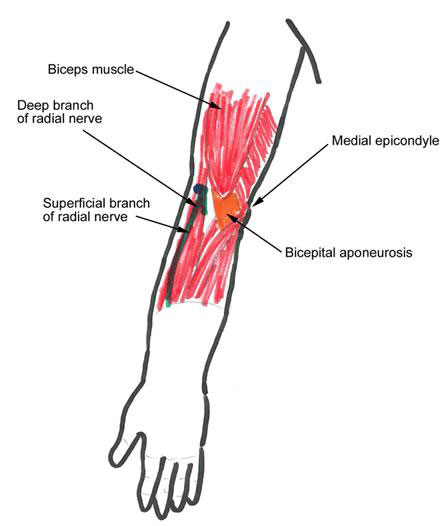 Biceps muscle
Deep branch
of radial nerve
Medial epicondyle
Superficial branch
of radial nerve
Bicepital aponeurosis